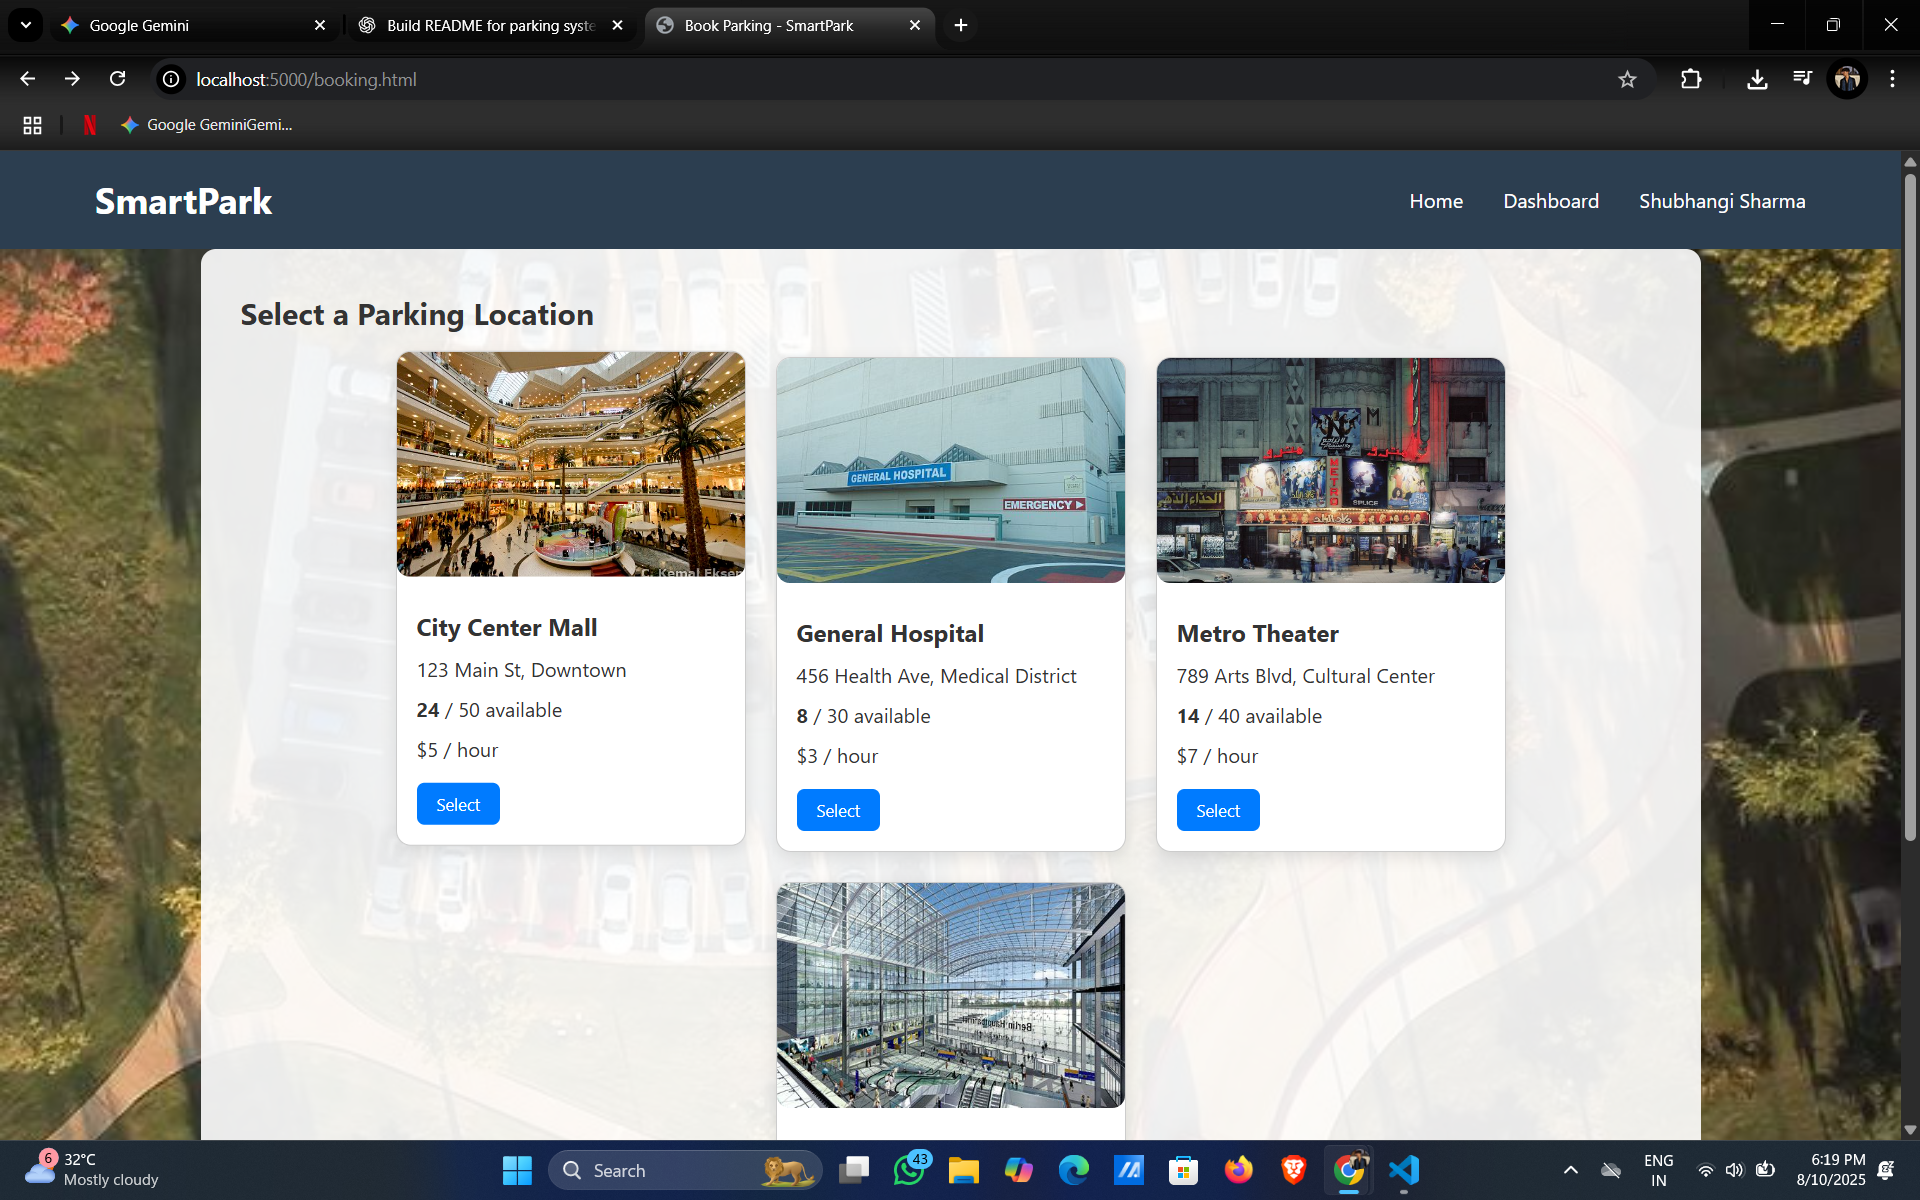 Google Gemini
Build README for parking syste
Book Parking - SmartPark
localhost:5000/booking.html
Google GeminiGemi...
SmartPark
Home
Dashboard
Shubhangi Sharma
Select a Parking Location
C. Kemal Ekser
City Center Mall
123 Main St, Downtown
24 / 50 available
$5 / hour
Select
GENERAL HOSPITAL
EMERGENCY
General Hospital
456 Health Ave, Medical District
8 / 30 available
$3 / hour
Select
METRO
SPLICE
Metro Theater
789 Arts Blvd, Cultural Center
14 / 40 available
$7 / hour
Select
6
32°C
Mostly cloudy
Search
43
ENG
IN
6:19 PM
8/10/2025